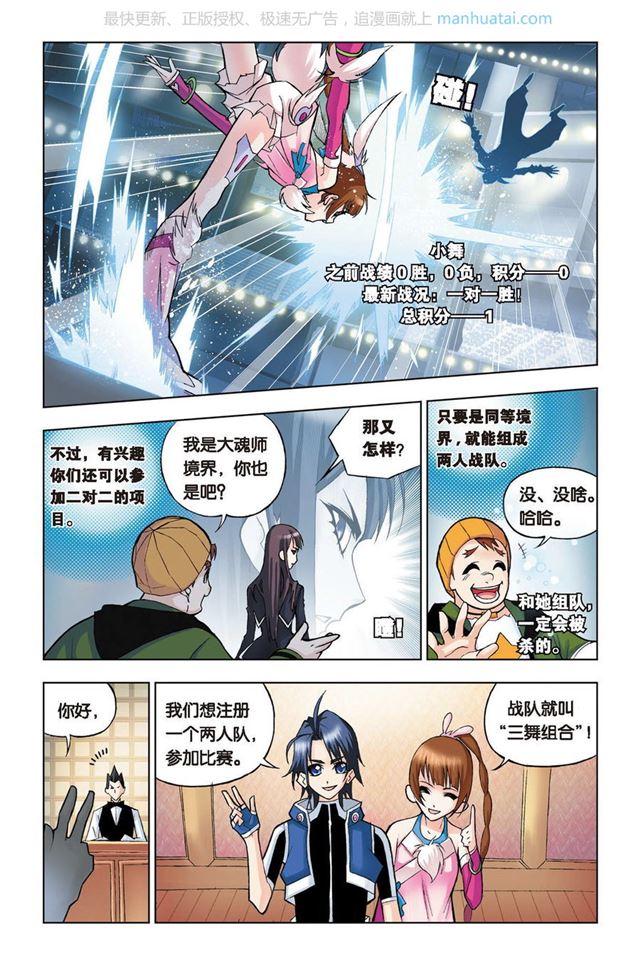 最快更新、正版授权、极速无广告，追漫画就上 manhuatai.com
碰!
小舞
之前战绩0胜，0负，积分——0
最新战况：一对一胜!
总积分——1
不过，有兴趣
你们还可以参
加二对二的项
目。
我是大魂师
境界，你也
是吧?
那又
怎样?
瞪!
只要是同等境
界，就能组成
两人战队。
没、没啥。
哈哈。
和她组队，
一定会被
杀的。
你好，
我们想注册
一个两人队，
参加比赛。
战队就叫
“三舞组合”!